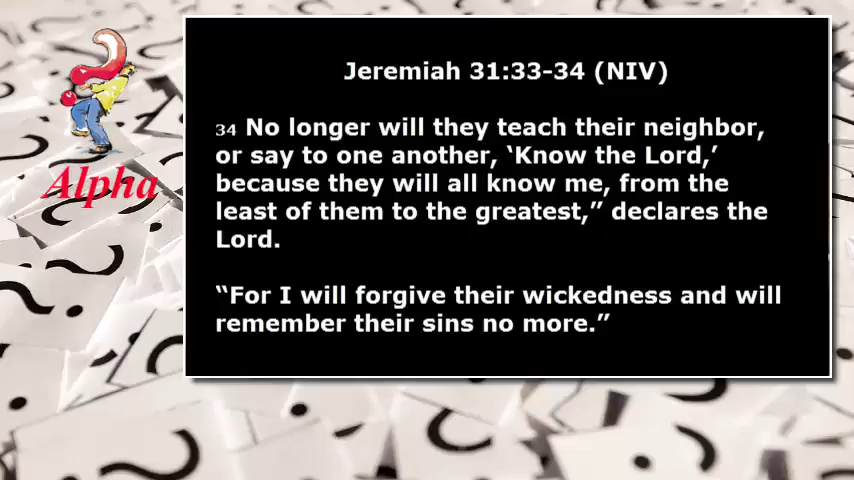 Jeremiah 31:33-34 (NIV)
34 No longer will they teach their neighbor,
or say to one another, ‘Know the Lord,’
because they will all know me, from the
least of them to the greatest,” declares the
Lord.
“For I will forgive their wickedness and will
remember their sins no more.”
Alpha